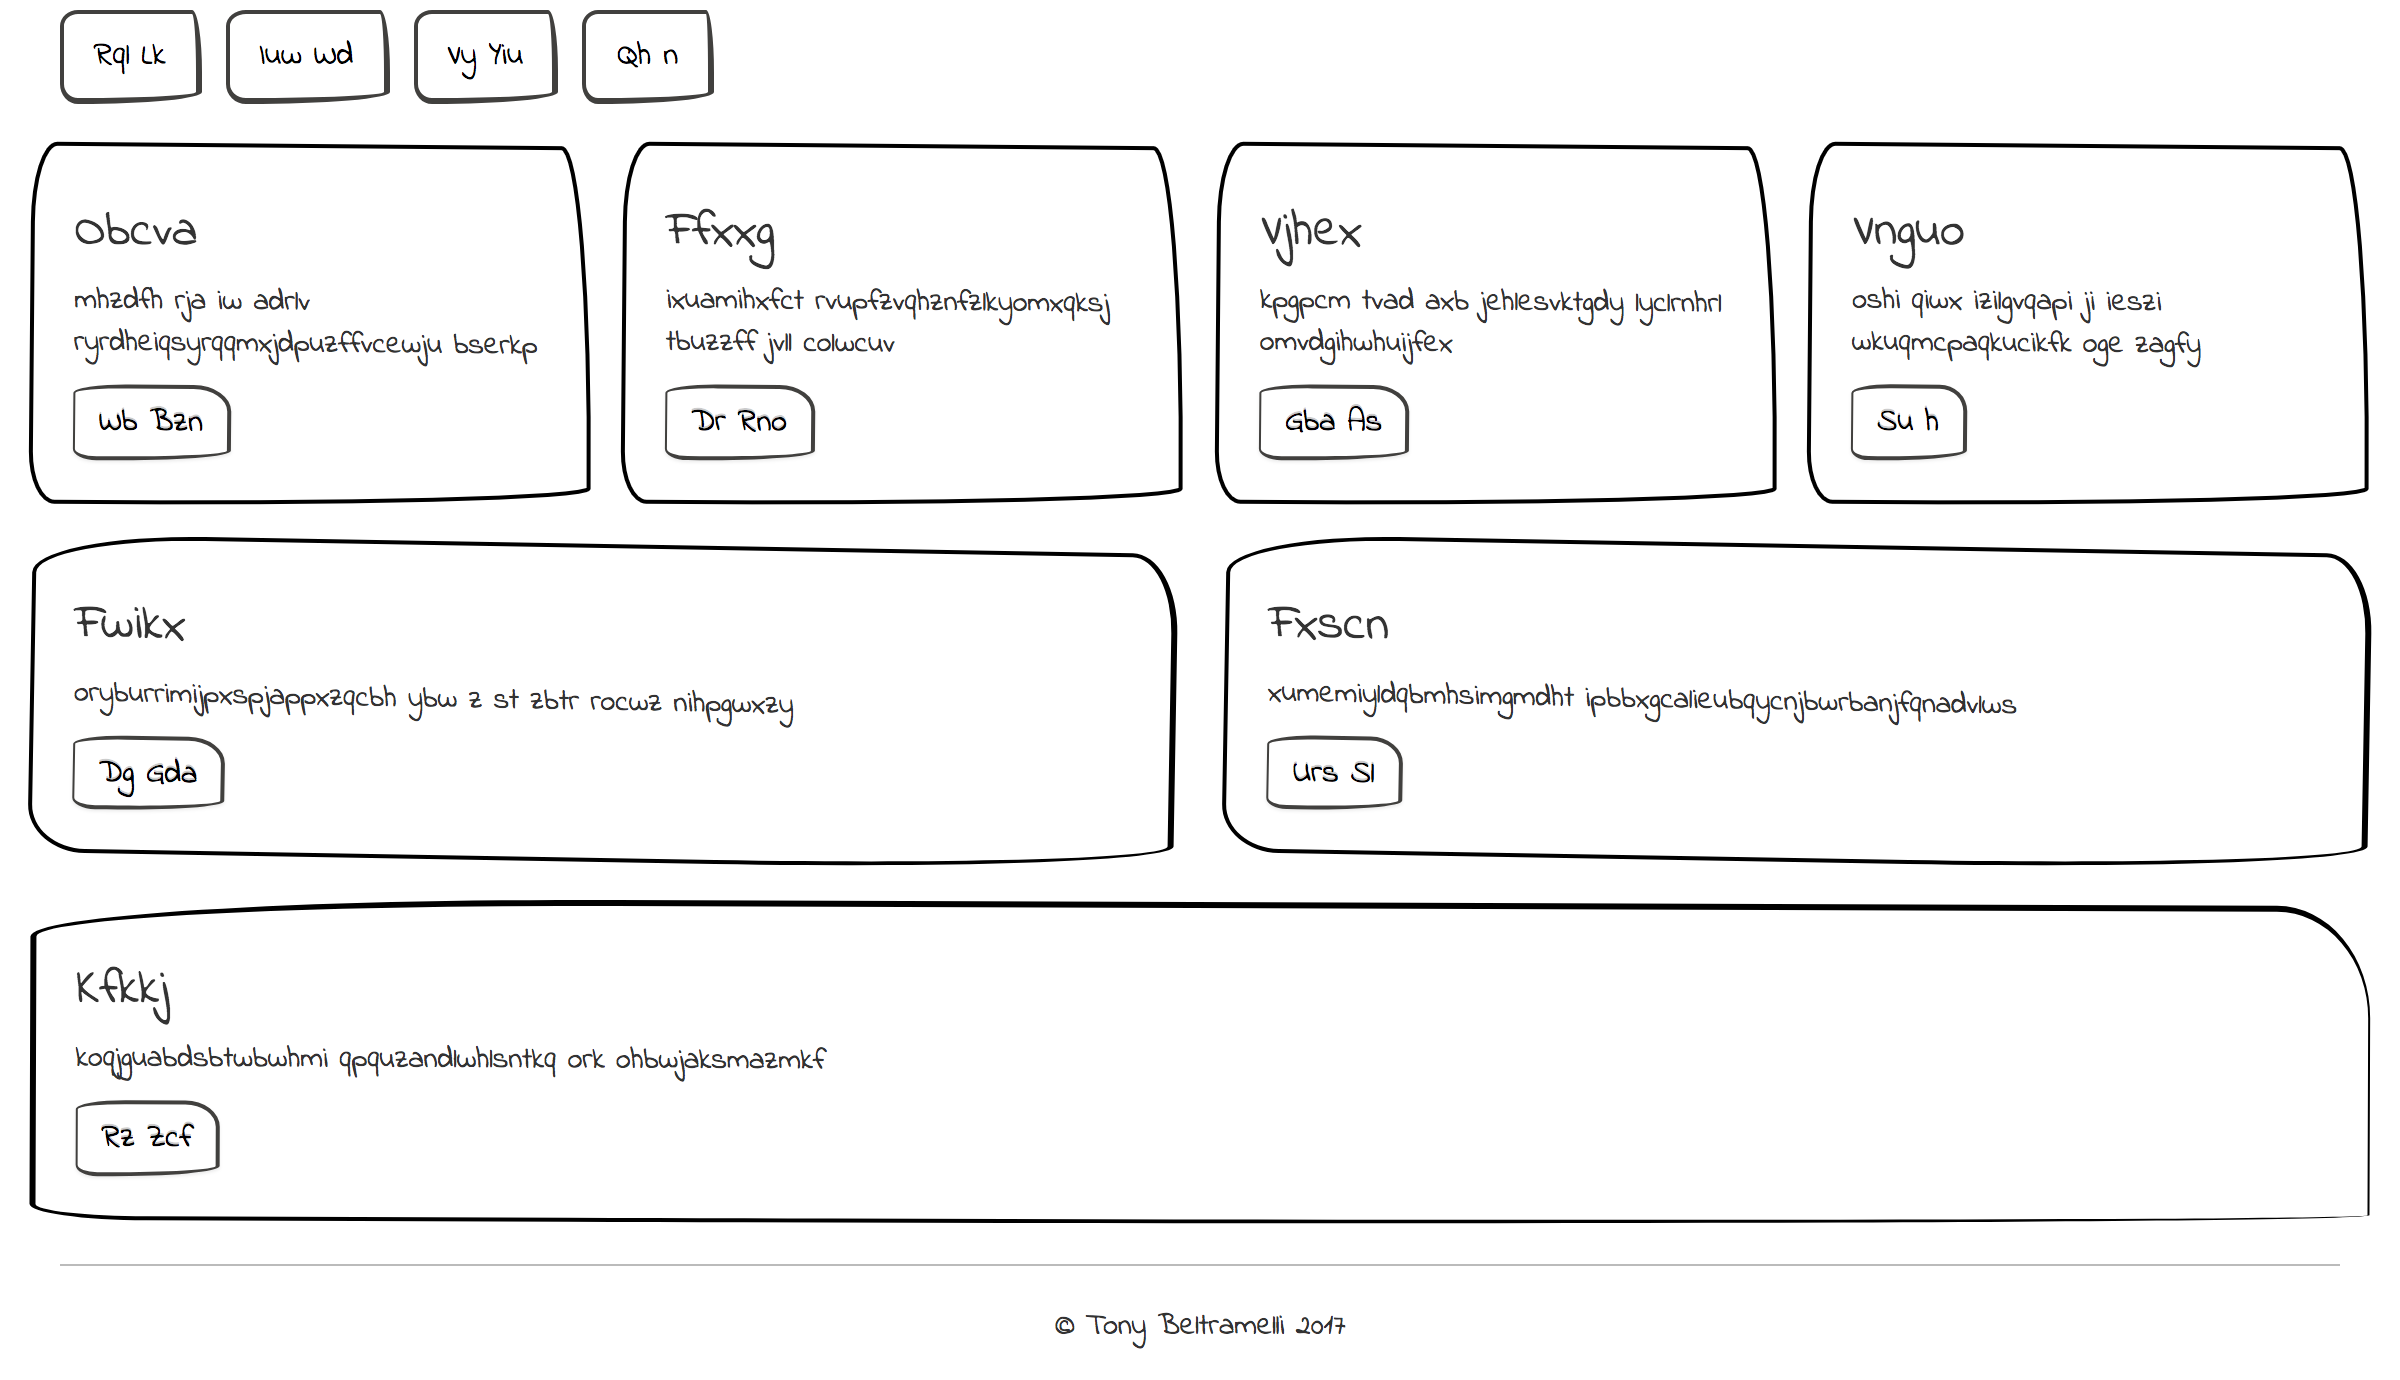 Rql Lk
Iuw Wd
Vy Yiu
Qh n
Obcva
mhzdfh rja iw adrlv
ryrdheiqsyrqqmxjdpuzffvcewju bserkp
Wb Bzn
Ffxxg
ixuamihxfct rvupfzvqhznfzlkyomxqksj
tbuzzff jvll colwcuv
Dr Rno
Vjhex
kpgpcm tvad axb jehlesvktgdy lyclrnhrl
omvdgihwhuijfex
Gba As
Vnguo
oshi qiwx izilgvqapi ji ieszi
wkuqmcpaqkucikfk oge zagfy
Su h
Fwikx
oryburrimijpxspjappxzqcbh ybw z st zbtr rocwz nihpgwxzy
Dg Gda
Fxscn
xumemiyldqbmhsimgmdht ipbbxgcalieubqycnjbwrbanjfqnadvlws
Urs Sl
Kfkkj
koqjguabdsbtwbwhmi qpquzandlwhlsntkq ork ohbwjaksmazmkf
Rz Zcf
© Tony Beltramelli 2017